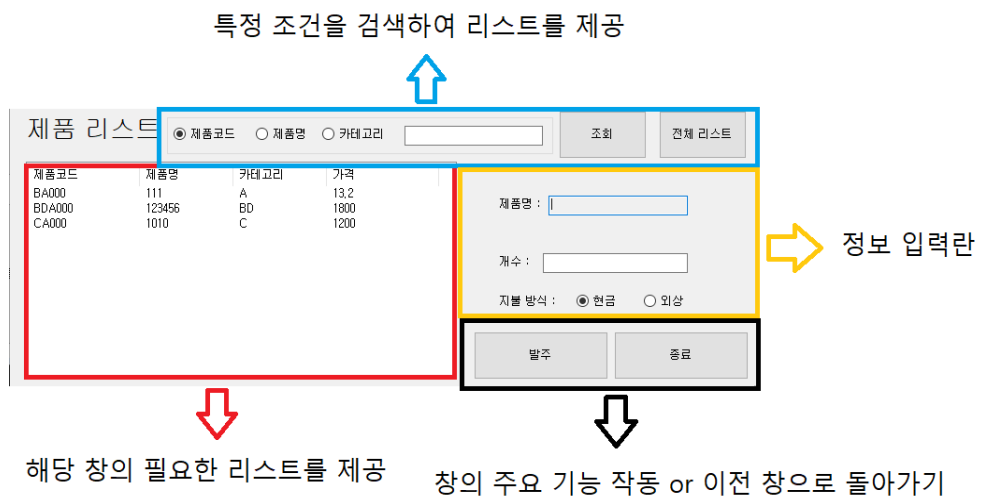 특정 조건을 검색하여 리스트를 제공
제품 리스트 제품코드 제품명 카테고리 조회 전체 리스트
제품코드 제품명 카테고리 가격
BA000 111 A 13,2
BDA000 123456 BD 1800
CA000 1010 C 1200
제품명 :
개수 :
지불 방식 : 현금 외상
정보 입력란
발주 종료
해당 창의 필요한 리스트를 제공
창의 주요 기능 작동 or 이전 창으로 돌아가기